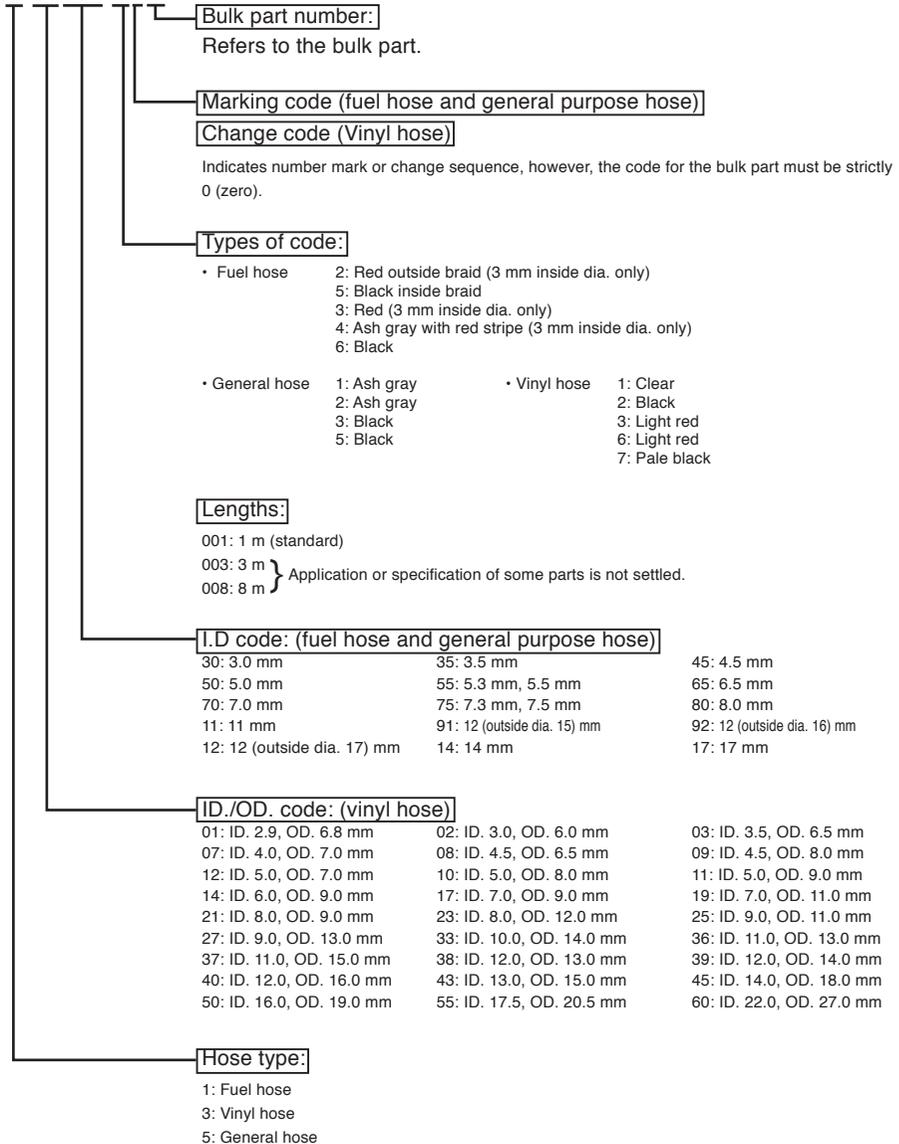 Bulk part number:
Refers to the bulk part.
Marking code (fuel hose and general purpose hose)
Change code (Vinyl hose)
Indicates number mark or change sequence, however, the code for the bulk part must be strictly
0 (zero).
Types of code:
• Fuel hose 2: Red outside braid (3 mm inside dia. only)
5: Black inside braid
3: Red (3 mm inside dia. only)
4: Ash gray with red stripe (3 mm inside dia. only)
6: Black
• General hose 1: Ash gray • Vinyl hose 1: Clear
2: Ash gray 2: Black
3: Black 3: Light red
5: Black 6: Light red
7: Pale black
Lengths:
001: 1 m (standard)
003: 3 m
008: 8 m } Application or specification of some parts is not settled.
I.D code: (fuel hose and general purpose hose)
30: 3.0 mm 35: 3.5 mm 45: 4.5 mm
50: 5.0 mm 55: 5.3 mm, 5.5 mm 65: 6.5 mm
70: 7.0 mm 75: 7.3 mm, 7.5 mm 80: 8.0 mm
11: 11 mm 91: 12 (outside dia. 15) mm 92: 12 (outside dia. 16) mm
12: 12 (outside dia. 17) mm 14: 14 mm 17: 17 mm
ID./OD. code: (vinyl hose)
01: ID. 2.9, OD. 6.8 mm 02: ID. 3.0, OD. 6.0 mm 03: ID. 3.5, OD. 6.5 mm
07: ID. 4.0, OD. 7.0 mm 08: ID. 4.5, OD. 6.5 mm 09: ID. 4.5, OD. 8.0 mm
12: ID. 5.0, OD. 7.0 mm 10: ID. 5.0, OD. 8.0 mm 11: ID. 5.0, OD. 9.0 mm
14: ID. 6.0, OD. 9.0 mm 17: ID. 7.0, OD. 9.0 mm 19: ID. 7.0, OD. 11.0 mm
21: ID. 8.0, OD. 9.0 mm 23: ID. 8.0, OD. 12.0 mm 25: ID. 9.0, OD. 11.0 mm
27: ID. 9.0, OD. 13.0 mm 33: ID. 10.0, OD. 14.0 mm 36: ID. 11.0, OD. 13.0 mm
37: ID. 11.0, OD. 15.0 mm 38: ID. 12.0, OD. 13.0 mm 39: ID. 12.0, OD. 14.0 mm
40: ID. 12.0, OD. 16.0 mm 43: ID. 13.0, OD. 15.0 mm 45: ID. 14.0, OD. 18.0 mm
50: ID. 16.0, OD. 19.0 mm 55: ID. 17.5, OD. 20.5 mm 60: ID. 22.0, OD. 27.0 mm
Hose type:
1: Fuel hose
3: Vinyl hose
5: General hose